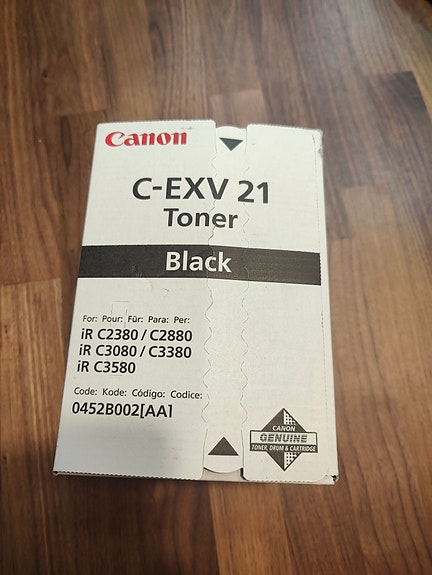 Canon
C-EXV 21
Toner
Black
For: Pour: Für: Para: Per:
iR C2380 / C2880
iR C3080 / C3380
iR C3580
Code: Kode: Código: Codice:
0452B002[AA]
CANON
GENUINE
TONER, DRUM & CARTRIDGE